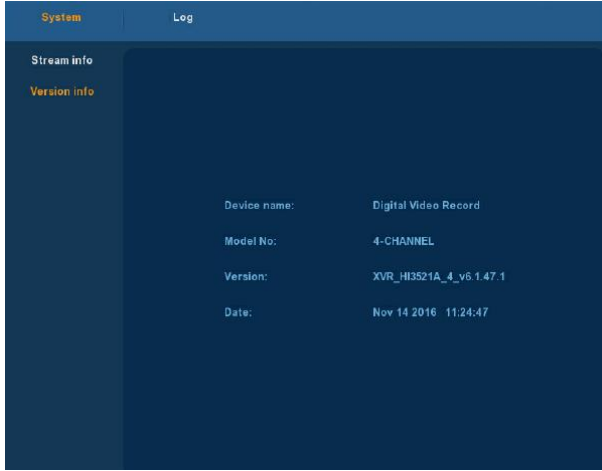 System Log
Stream info
Version info
Device name: Digital Video Record
Model No: 4-CHANNEL
Version: XVR_HI3521A_4_v6.1.47.1
Date: Nov 14 2016 11:24:47